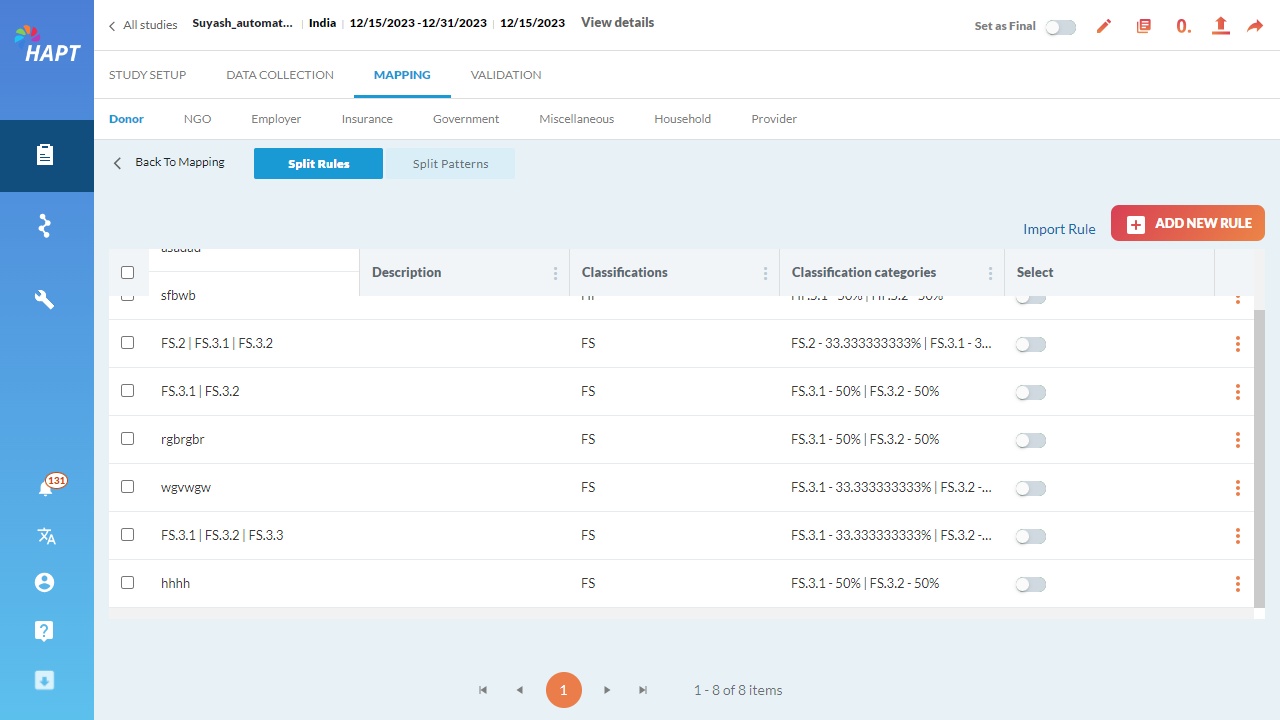 HAPT
All studies
Suyash_automat... | India | 12/15/2023 -12/31/2023 | 12/15/2023
View details
Set as Final
0.
STUDY SETUP
DATA COLLECTION
MAPPING
VALIDATION
Donor
NGO
Employer
Insurance
Government
Miscellaneous
Household
Provider
Back To Mapping
Split Rules
Split Patterns
Import Rule
ADD NEW RULE
Description
Classifications
Classification categories
Select
sfbwb
FS.2 | FS.3.1 | FS.3.2 FS FS.2 - 33.333333333% | FS.3.1 - 3...
FS.3.1 | FS.3.2 FS FS.3.1 - 50% | FS.3.2 - 50%
rgbrgbr FS FS.3.1 - 50% | FS.3.2 - 50%
wgvwgw FS FS.3.1 - 33.333333333% | FS.3.2 -...
FS.3.1 | FS.3.2 | FS.3.3 FS FS.3.1 - 33.333333333% | FS.3.2 -...
hhhh FS FS.3.1 - 50% | FS.3.2 - 50%
131
1
1 - 8 of 8 items